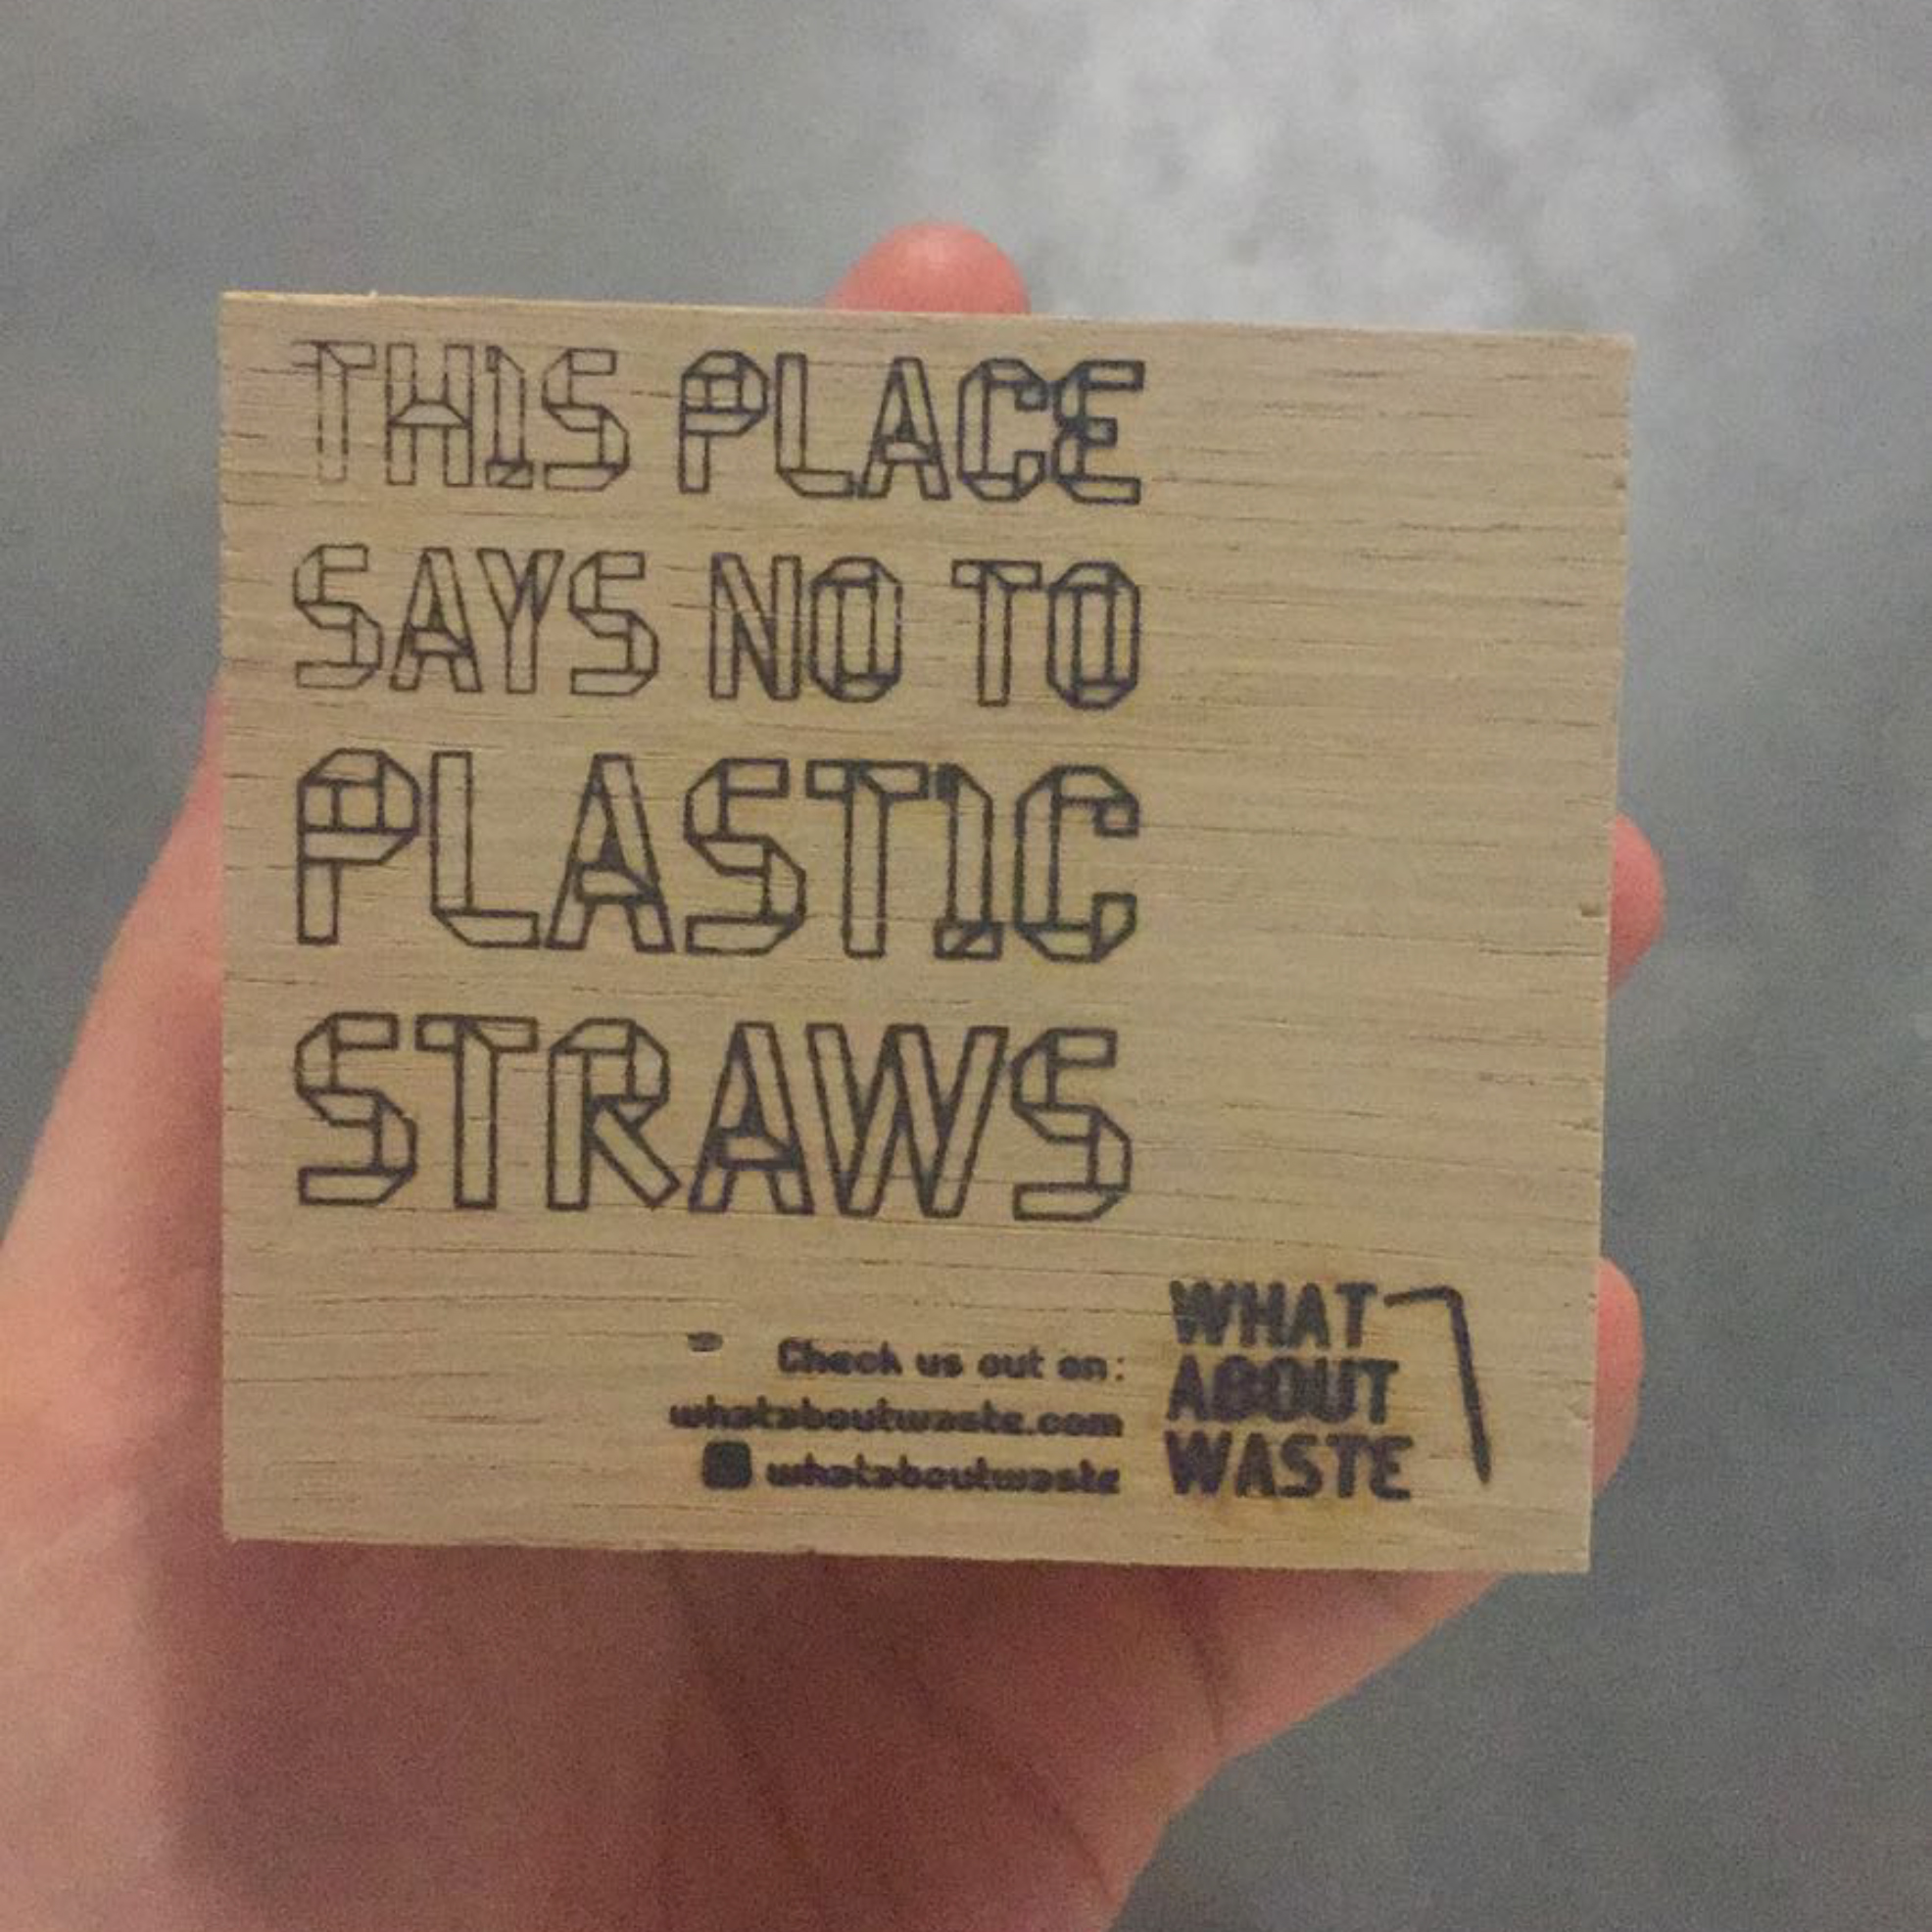 THIS PLACE
SAYS NO TO
PLASTIC
STRAWS
Check us out on:
whataboutwaste.com
whataboutwaste
WHAT
ABOUT
WASTE